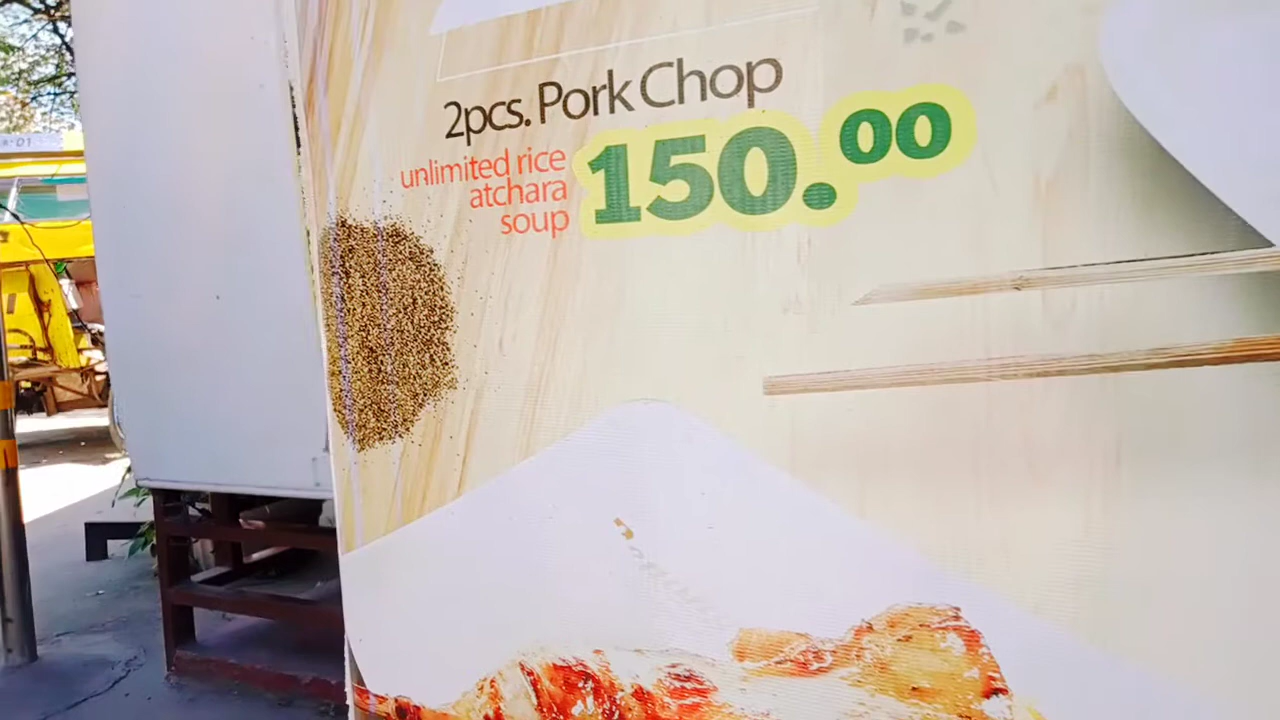 2pcs. Pork Chop
unlimited rice
atchara
soup
150.00